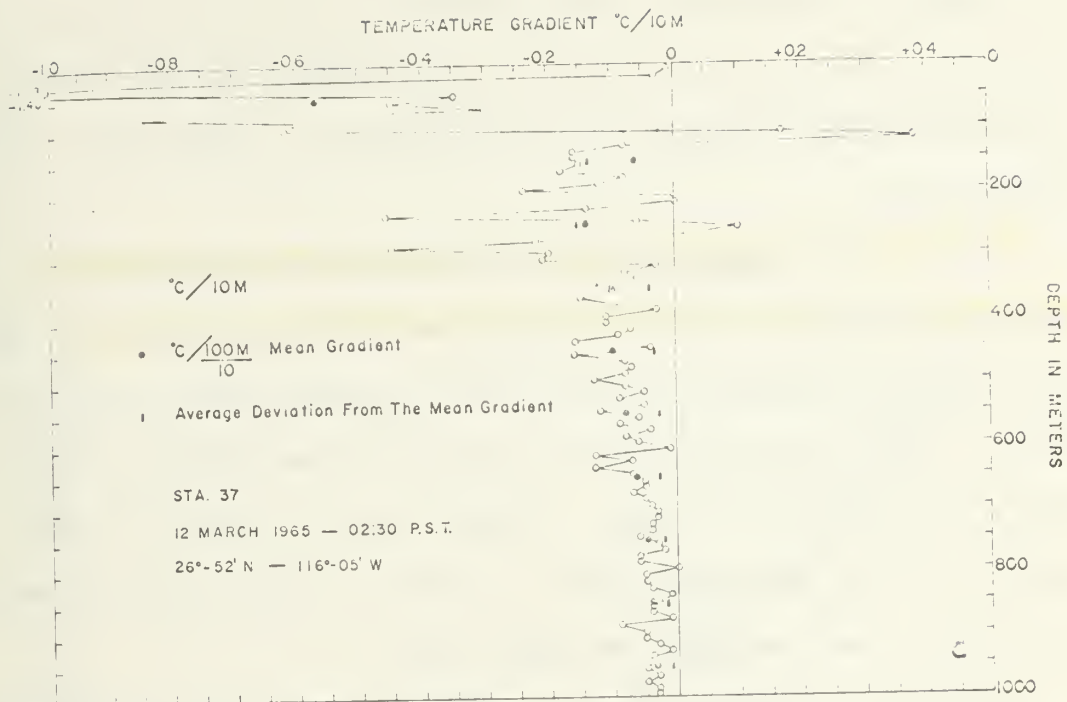 TEMPERATURE GRADIENT °C/10M
-1.0 -0.8 -0.6 -0.4 -0.2 0 +0.2 +0.4 0
200
400
600
800
1000
DEPTH IN METERS
°C/10M
• °C/100M Mean Gradient
10
ı Average Deviation From The Mean Gradient
STA. 37
12 MARCH 1965 — 02:30 P.S.T.
26°-52' N — 116°-05' W
C